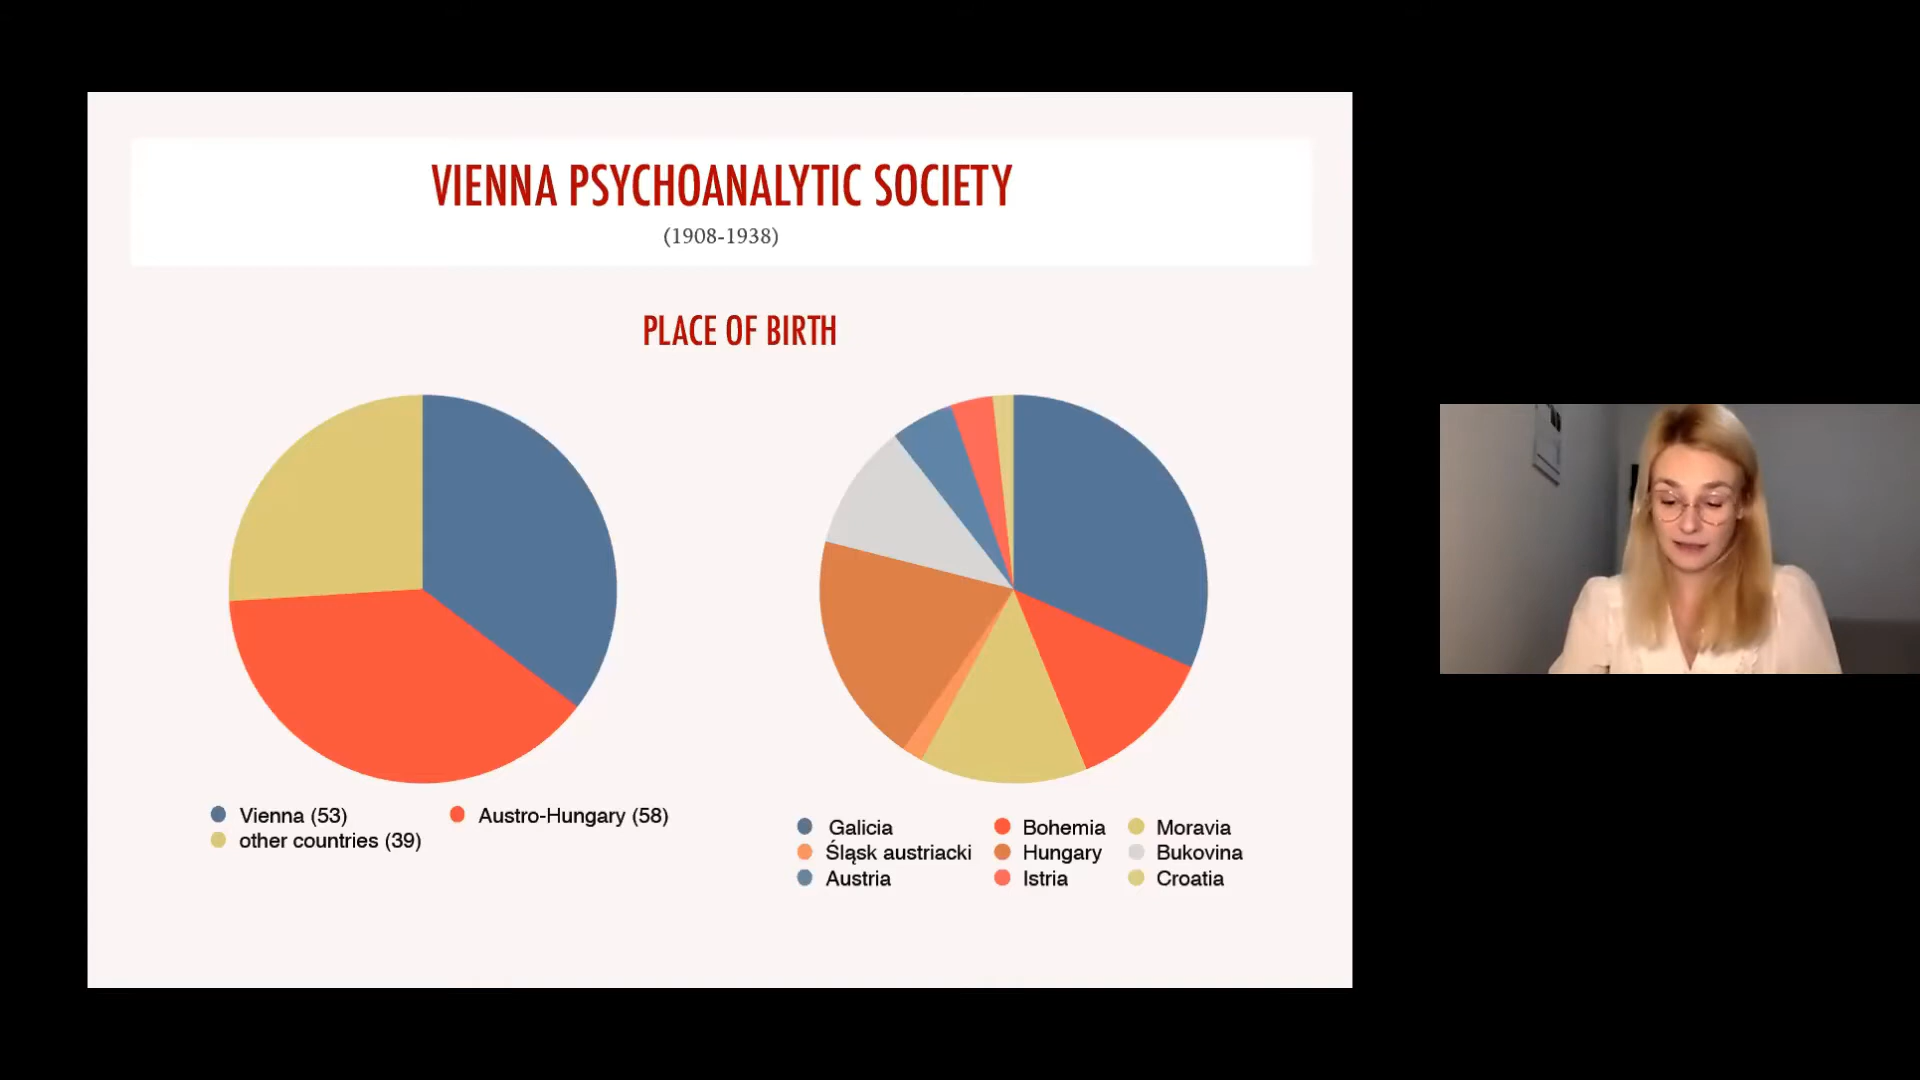 VIENNA PSYCHOANALYTIC SOCIETY
(1908-1938)
PLACE OF BIRTH
Vienna (53)
Austro-Hungary (58)
other countries (39)
Galicia
Bohemia
Moravia
Śląsk austriacki
Hungary
Bukovina
Austria
Istria
Croatia